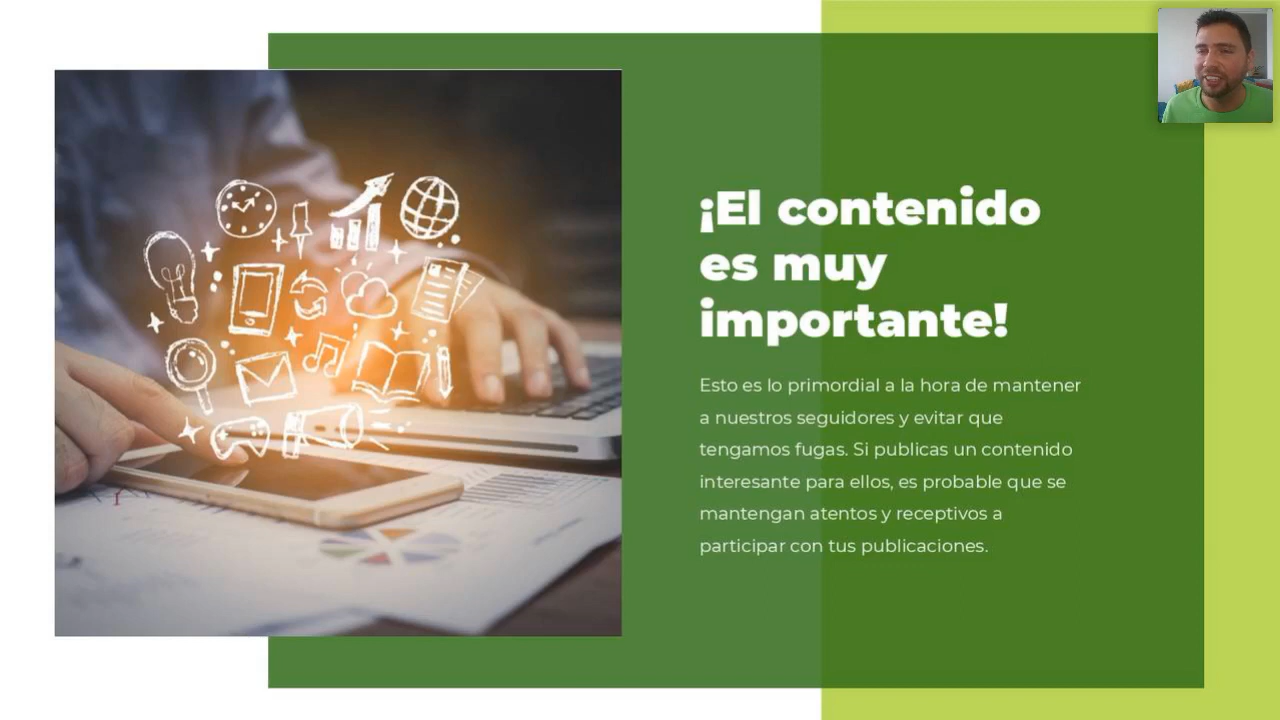 ¡El contenido
es muy
importante!
Esto es lo primordial a la hora de mantener
a nuestros seguidores y evitar que
tengamos fugas. Si publicas un contenido
interesante para ellos, es probable que se
mantengan atentos y receptivos a
participar con tus publicaciones.